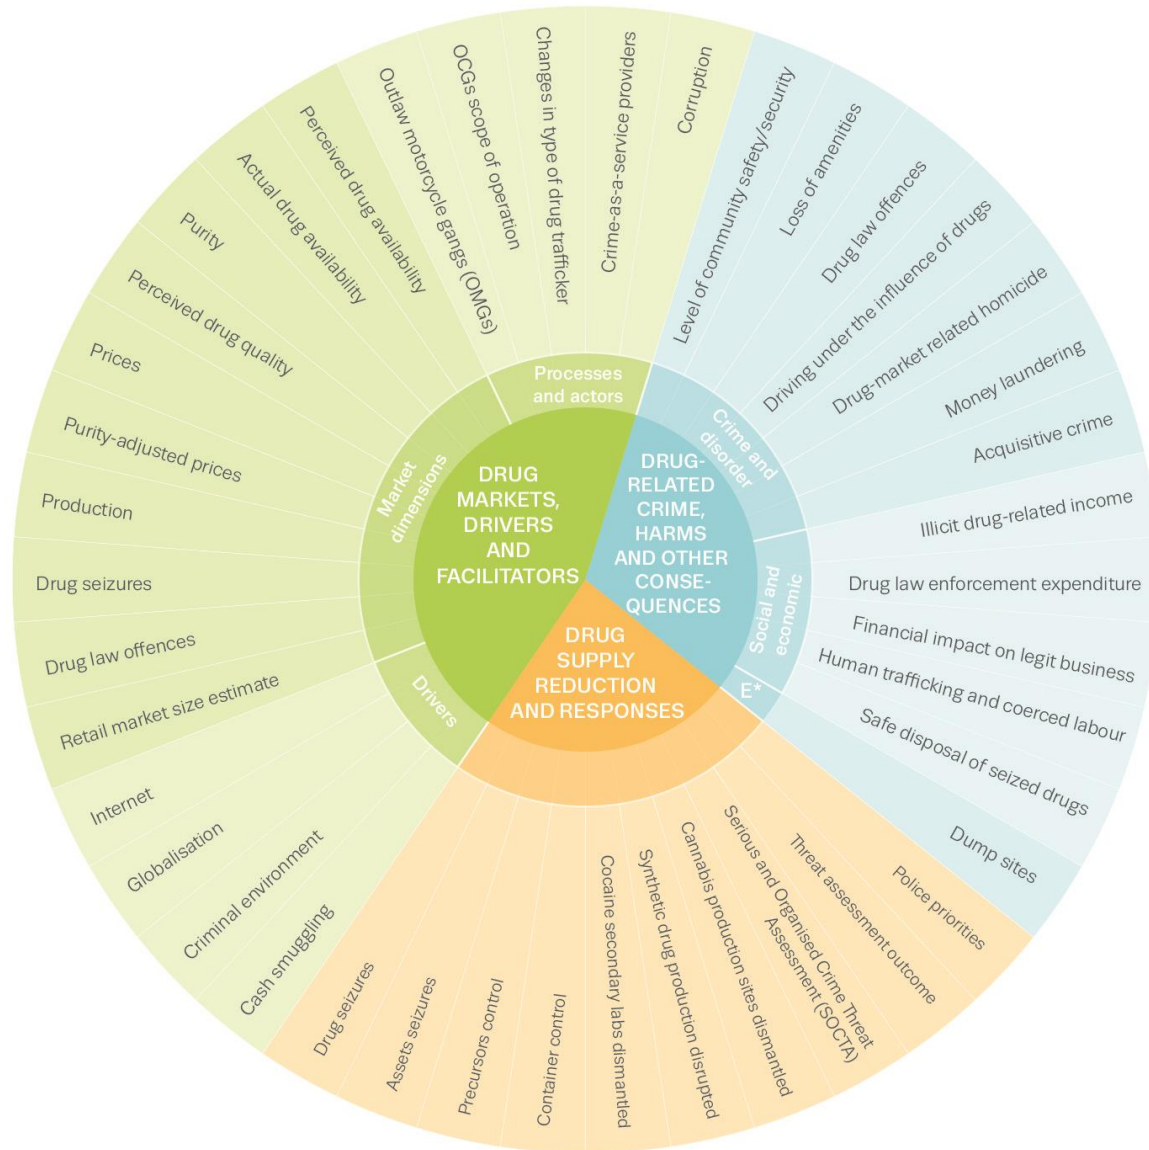 DRUG
MARKETS,
DRIVERS
AND
FACILITATORS
Processes
and actors
Outlaw motorcycle gangs (OMGs)
OCGs scope of operation
Changes in type of drug trafficker
Crime-as-a-service providers
Corruption
Market
dimensions
Perceived drug availability
Actual drug availability
Purity
Perceived drug quality
Prices
Purity-adjusted prices
Production
Drug seizures
Drug law offences
Retail market size estimate
Drivers
Internet
Globalisation
Criminal environment
Cash smuggling
DRUG-
RELATED
CRIME,
HARMS
AND OTHER
CONSE-
QUENCES
Crime and
disorder
Level of community safety/security
Loss of amenities
Drug law offences
Driving under the influence of drugs
Drug-market related homicide
Money laundering
Acquisitive crime
Social and
economic
Illicit drug-related income
Drug law enforcement expenditure
Financial impact on legit business
Human trafficking and coerced labour
Safe disposal of seized drugs
E*
Dump sites
DRUG
SUPPLY
REDUCTION
AND RESPONSES
Police priorities
Threat assessment outcome
Serious and Organised Crime Threat
Assessment (SOCTA)
Cannabis production sites dismantled
Synthetic drug production disrupted
Cocaine secondary labs dismantled
Container control
Precursors control
Assets seizures
Drug seizures